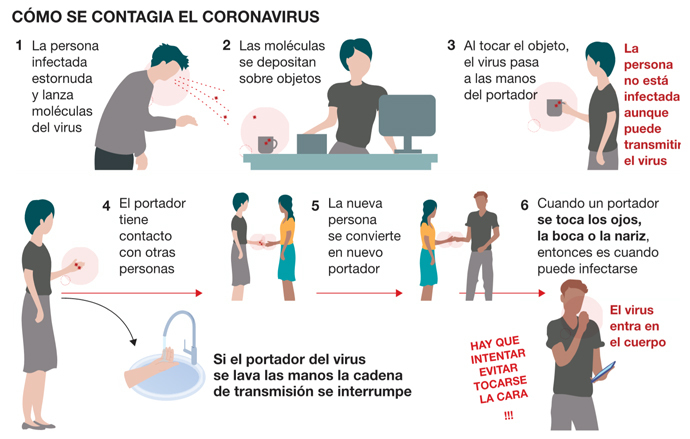 CÓMO SE CONTAGIA EL CORONAVIRUS
1 La persona
infectada
estornuda
y lanza
moléculas
del virus
2 Las moléculas
se depositan
sobre objetos
3 Al tocar el objeto,
el virus pasa
a las manos
del portador
La
persona
no está
infectada
aunque
puede
transmitir
el virus
4 El portador
tiene
contacto
con otras
personas
5 La nueva
persona
se convierte
en nuevo
portador
6 Cuando un portador
se toca los ojos,
la boca o la nariz,
entonces es cuando
puede infectarse
El virus
entra en
el cuerpo
Si el portador del virus
se lava las manos la cadena
de transmisión se interrumpe
HAY QUE
INTENTAR
EVITAR
TOCARSE
LA CARA
!!!